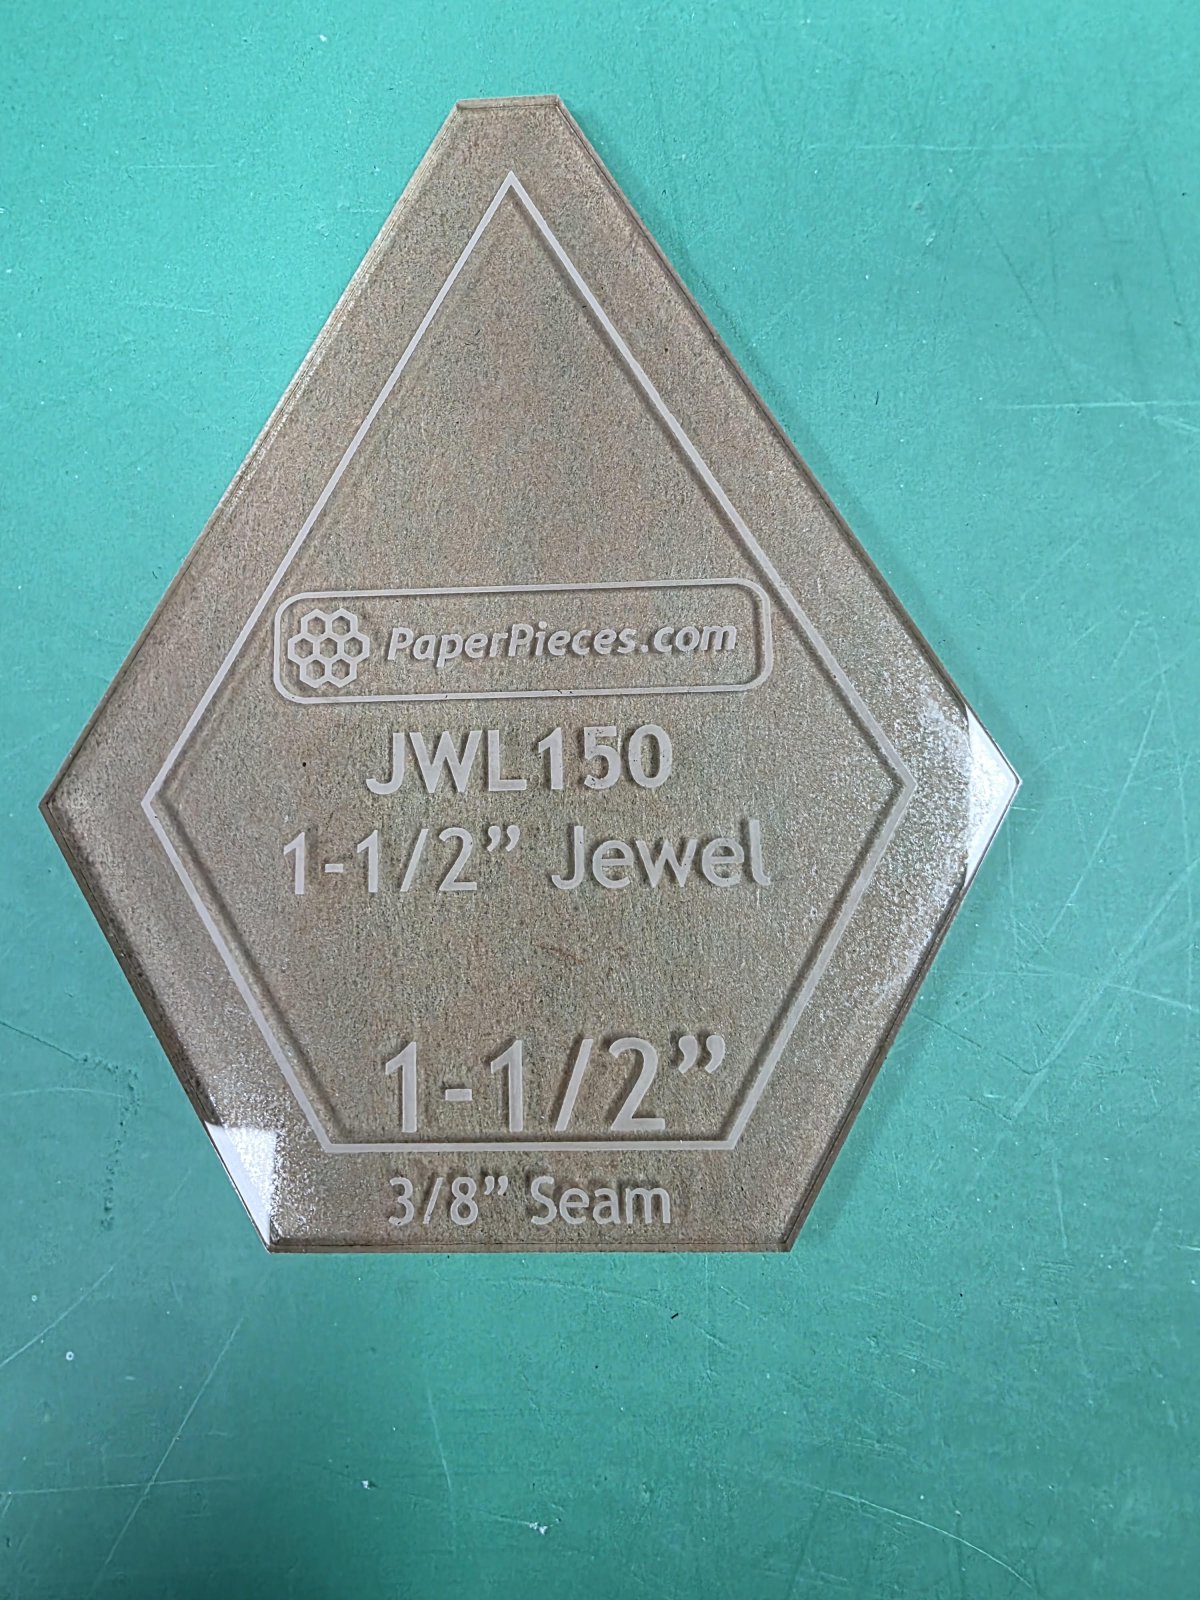 PaperPieces.com
JWL150
1-1/2” Jewel
1-1/2”
3/8” Seam